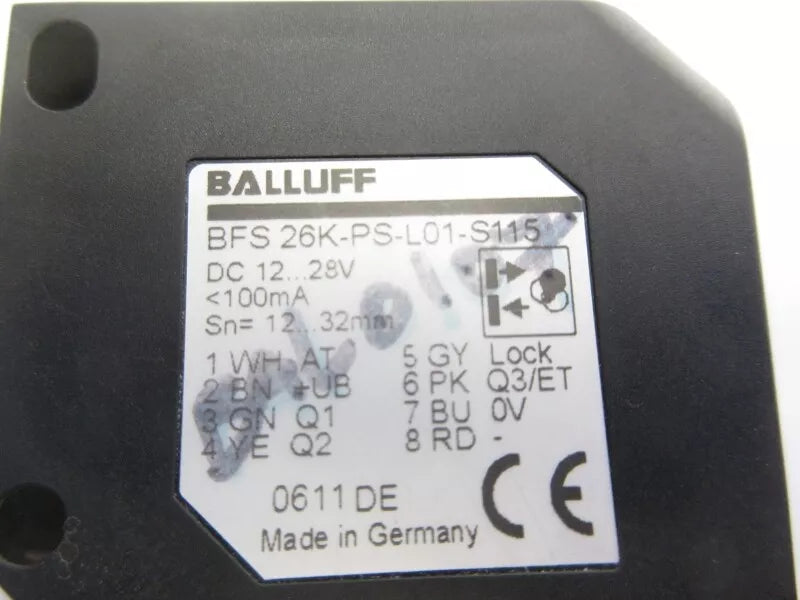 BALLUFF
BFS 26K-PS-L01-S115
DC 12...28V
<100mA
Sn= 12...32mm
1 WH AT 5 GY Lock
2 BN +UB 6 PK Q3/ET
3 GN Q1 7 BU 0V
4 YE Q2 8 RD -
0611 DE
CE
Made in Germany